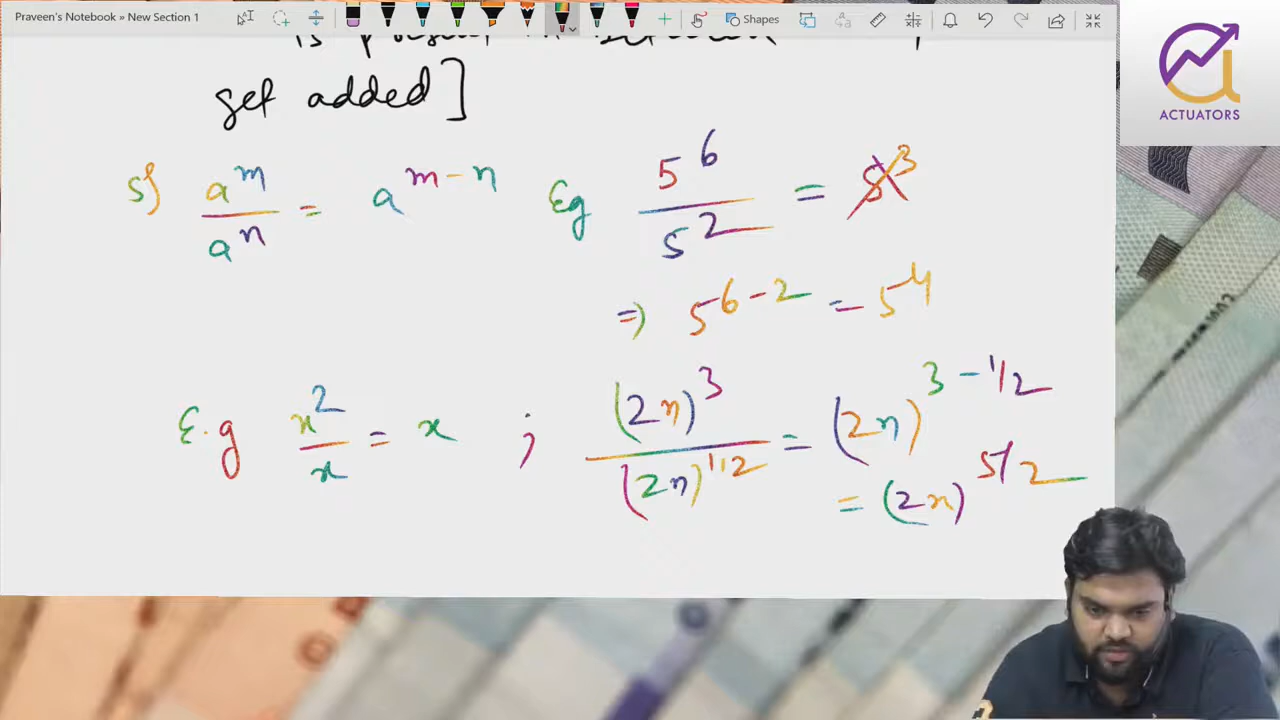 Praveen's Notebook » New Section 1
Shapes
ACTUATORS
get added]
5) a^m / a^n = a^(m-n) Eg 5^6 / 5^2 = 5^3
⇒ 5^(6-2) = 5^4
E.g x^2 / x = x ; (2x)^3 / (2x)^(1/2) = (2x)^(3-1/2)
= (2x)^(5/2)